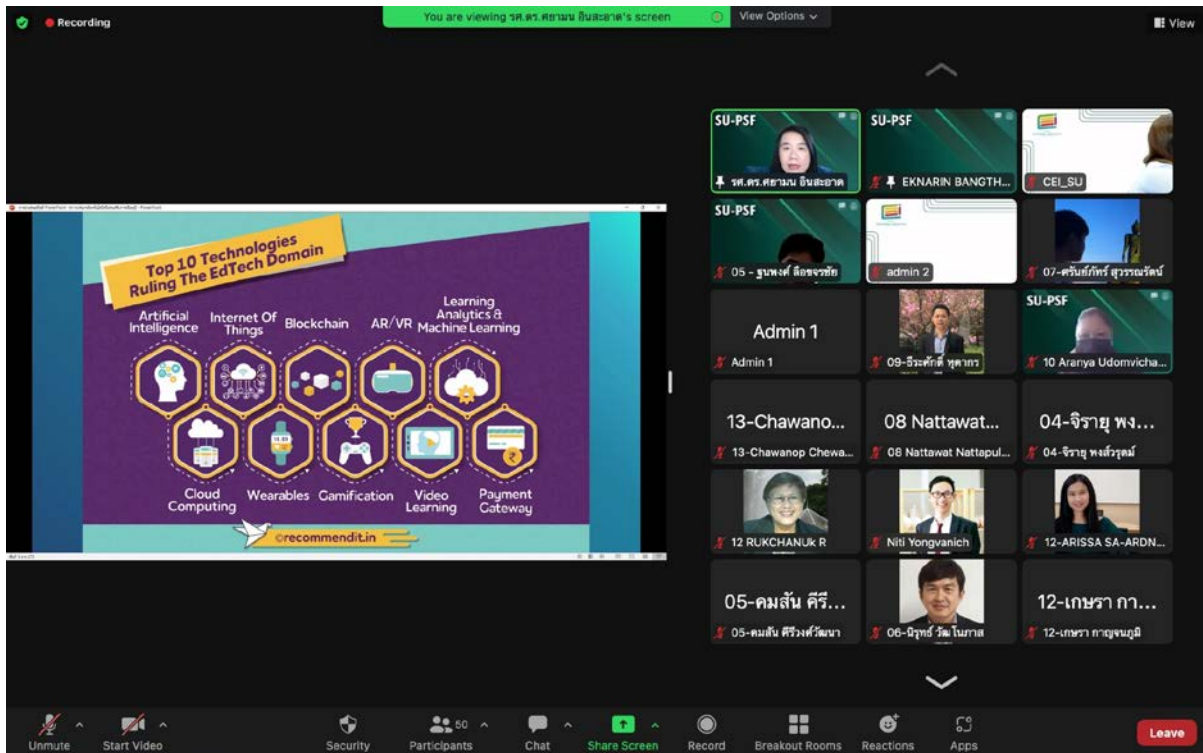 Recording
You are viewing รศ.ดร.ศยามน อินสะอาด's screen
View Options
View
Top 10 Technologies
Ruling The EdTech Domain
Artificial
Intelligence
Internet Of
Things
Blockchain
AR/VR
Learning
Analytics &
Machine Learning
Cloud
Computing
Wearables
Gamification
Video
Learning
Payment
Gateway
©recommendit.in
SU-PSF
รศ.ดร.ศยามน อินสะอาด
SU-PSF
EKNARIN BANGTH...
CEI_SU
SU-PSF
05 - ฐนพงศ์ ลือขจรชัย
admin 2
07-ศรันย์ภัทร์ สุวรรณรัตน์
Admin 1
Admin 1
09-ธีระศักดิ์ หุดากร
SU-PSF
10 Aranya Udomvicha...
13-Chawano...
13-Chawanop Chewa...
08 Nattawat...
08 Nattawat Nattapul...
04-จิรายุ พง...
04-จิรายุ พงส์วรุตม์
12 RUKCHANUk R
Niti Yongvanich
12-ARISSA SA-ARDN...
05-คมสัน คีรี...
05-คมสัน คีรีวงศ์วัฒนา
06-นิรุทธ์ วัฒโนภาส
12-เกษรา กา...
12-เกษรา กาญจนภูมิ
Unmute
Start Video
Security
50
Participants
Chat
Share Screen
Record
Breakout Rooms
Reactions
Apps
Leave